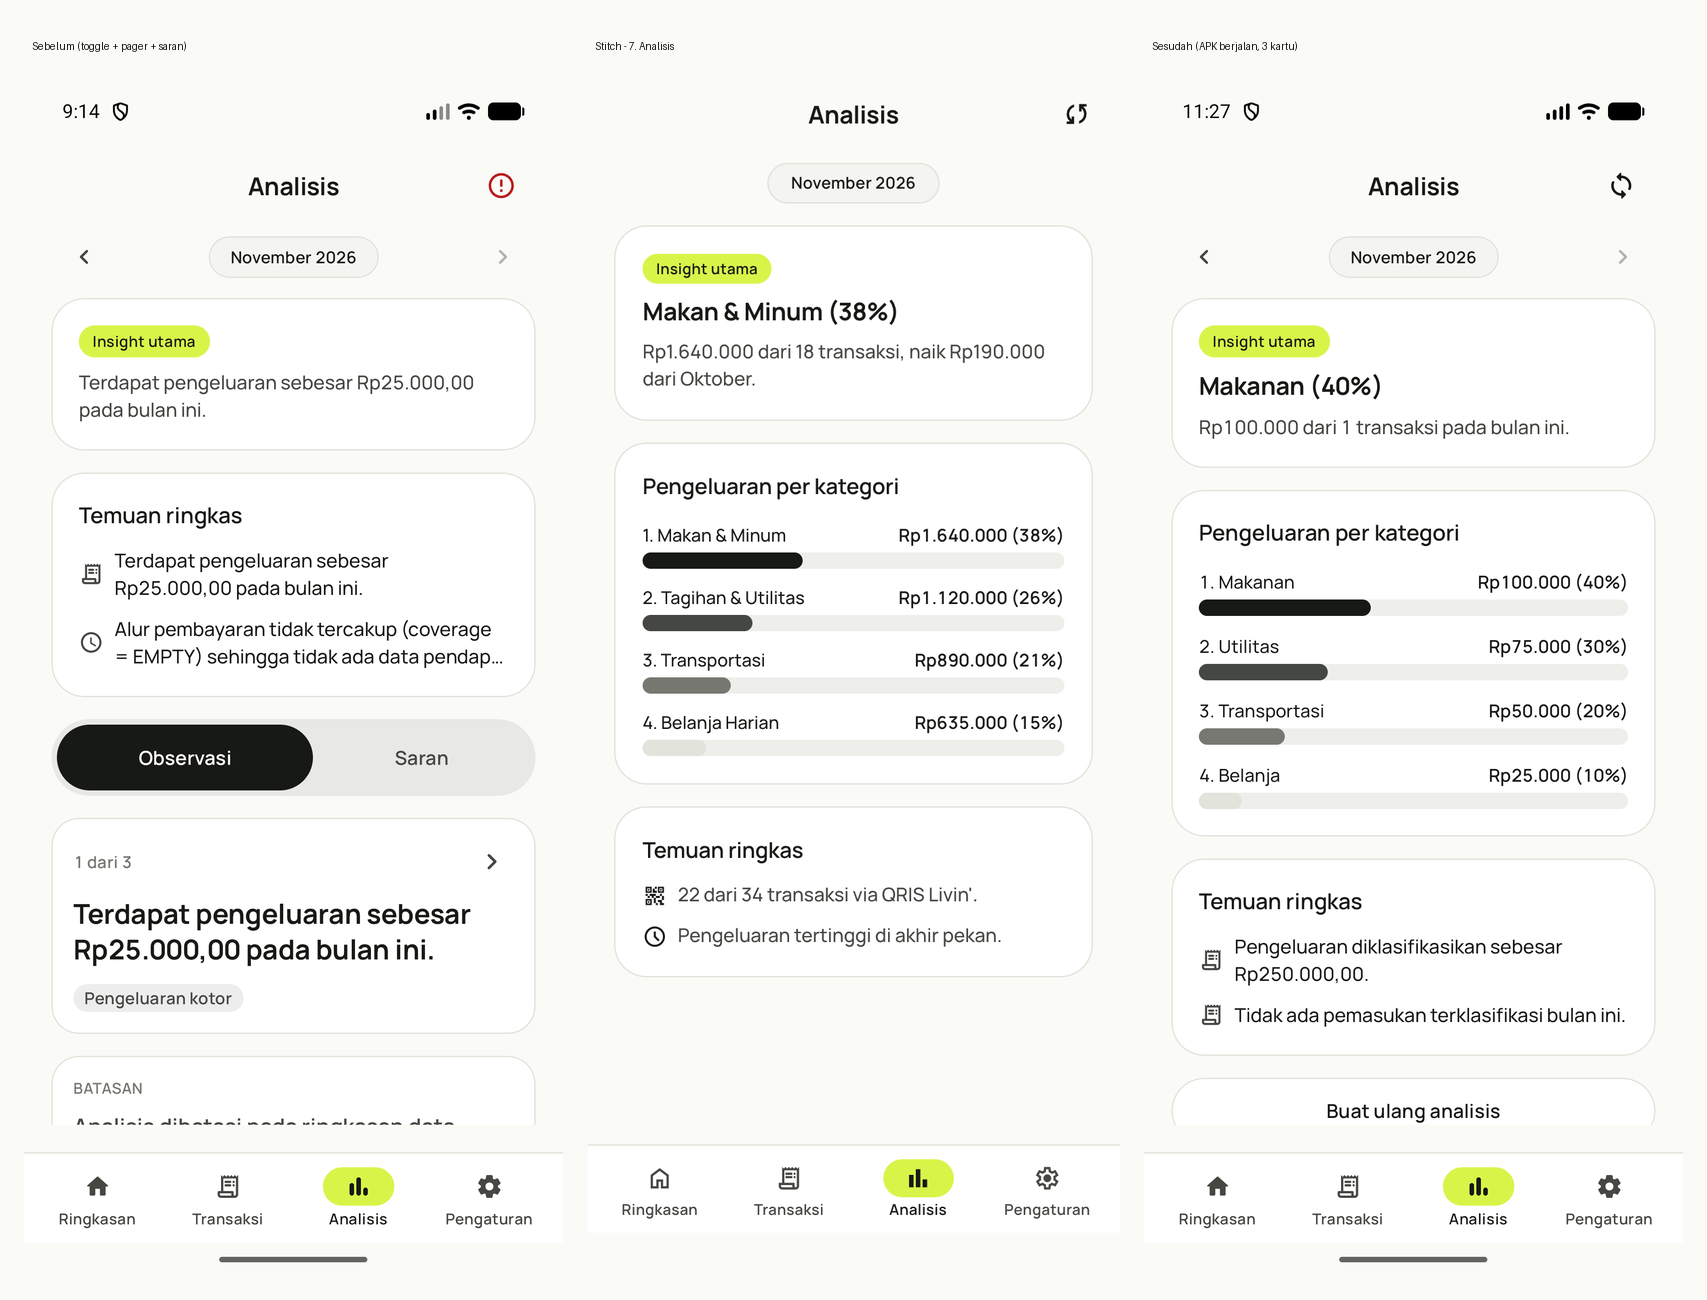 Sebelum (toggle + pager + saran)
9:14
Analisis
November 2026
Insight utama
Terdapat pengeluaran sebesar Rp25.000,00
pada bulan ini.
Temuan ringkas
Terdapat pengeluaran sebesar
Rp25.000,00 pada bulan ini.
Alur pembayaran tidak tercakup (coverage
= EMPTY) sehingga tidak ada data pendap...
Observasi
Saran
1 dari 3
Terdapat pengeluaran sebesar
Rp25.000,00 pada bulan ini.
Pengeluaran kotor
BATASAN
Analisis dibatasi pada ringkasan data
Ringkasan
Transaksi
Analisis
Pengaturan
Stitch - 7. Analisis
Analisis
November 2026
Insight utama
Makan & Minum (38%)
Rp1.640.000 dari 18 transaksi, naik Rp190.000
dari Oktober.
Pengeluaran per kategori
1. Makan & Minum Rp1.640.000 (38%)
2. Tagihan & Utilitas Rp1.120.000 (26%)
3. Transportasi Rp890.000 (21%)
4. Belanja Harian Rp635.000 (15%)
Temuan ringkas
22 dari 34 transaksi via QRIS Livin'.
Pengeluaran tertinggi di akhir pekan.
Ringkasan
Transaksi
Analisis
Pengaturan
Sesudah (APK berjalan, 3 kartu)
11:27
Analisis
November 2026
Insight utama
Makanan (40%)
Rp100.000 dari 1 transaksi pada bulan ini.
Pengeluaran per kategori
1. Makanan Rp100.000 (40%)
2. Utilitas Rp75.000 (30%)
3. Transportasi Rp50.000 (20%)
4. Belanja Rp25.000 (10%)
Temuan ringkas
Pengeluaran diklasifikasikan sebesar
Rp250.000,00.
Tidak ada pemasukan terklasifikasi bulan ini.
Buat ulang analisis
Ringkasan
Transaksi
Analisis
Pengaturan